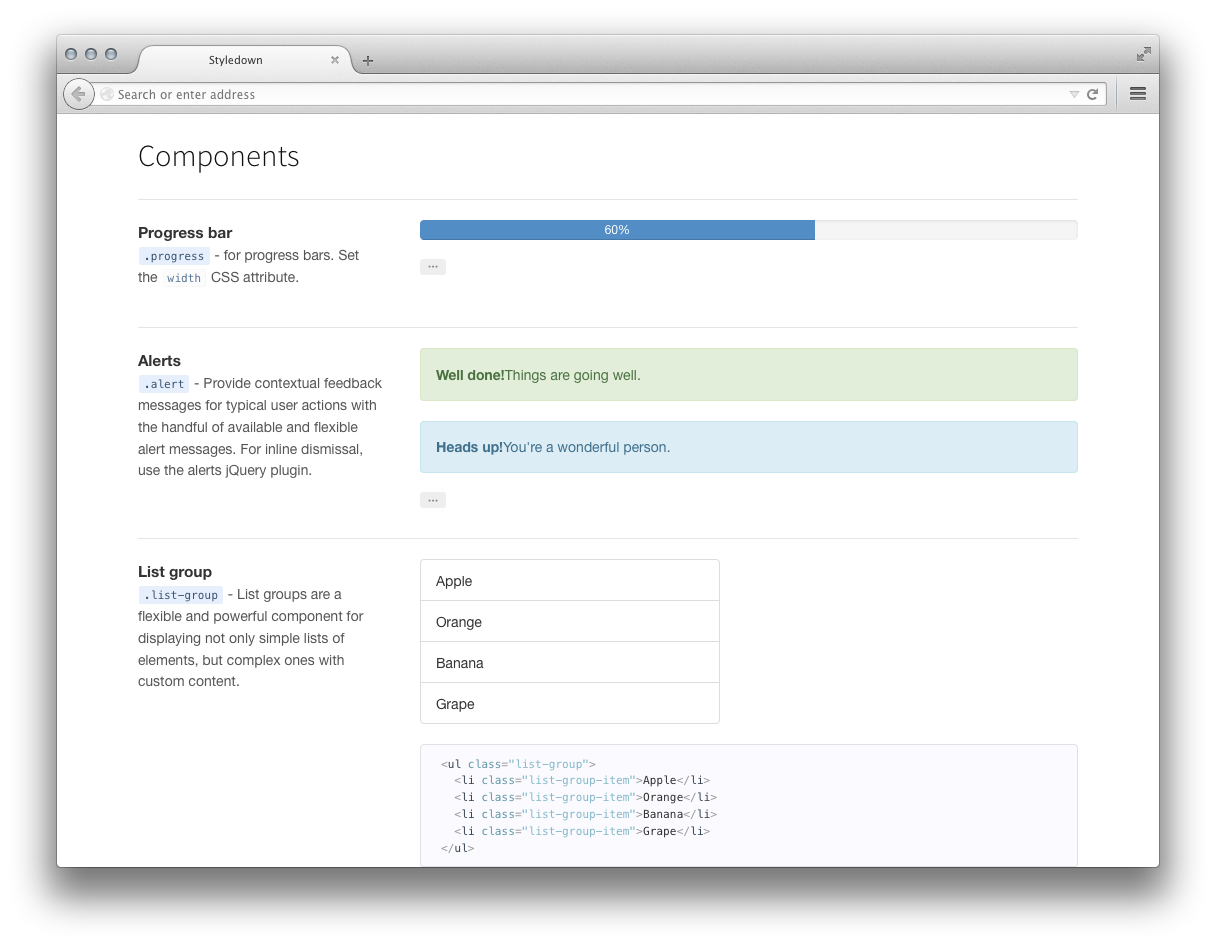 Styledown
Search or enter address
Components
Progress bar
.progress - for progress bars. Set
the width CSS attribute.
60%
...
Alerts
.alert - Provide contextual feedback
messages for typical user actions with
the handful of available and flexible
alert messages. For inline dismissal,
use the alerts jQuery plugin.
Well done!Things are going well.
Heads up!You're a wonderful person.
...
List group
.list-group - List groups are a
flexible and powerful component for
displaying not only simple lists of
elements, but complex ones with
custom content.
Apple
Orange
Banana
Grape
<ul class="list-group">
  <li class="list-group-item">Apple</li>
  <li class="list-group-item">Orange</li>
  <li class="list-group-item">Banana</li>
  <li class="list-group-item">Grape</li>
</ul>